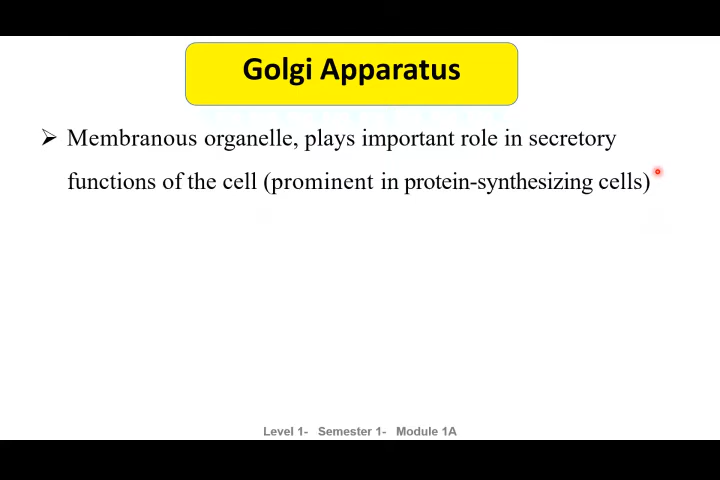 Golgi Apparatus
➢ Membranous organelle, plays important role in secretory
functions of the cell (prominent in protein-synthesizing cells)
Level 1- Semester 1- Module 1A